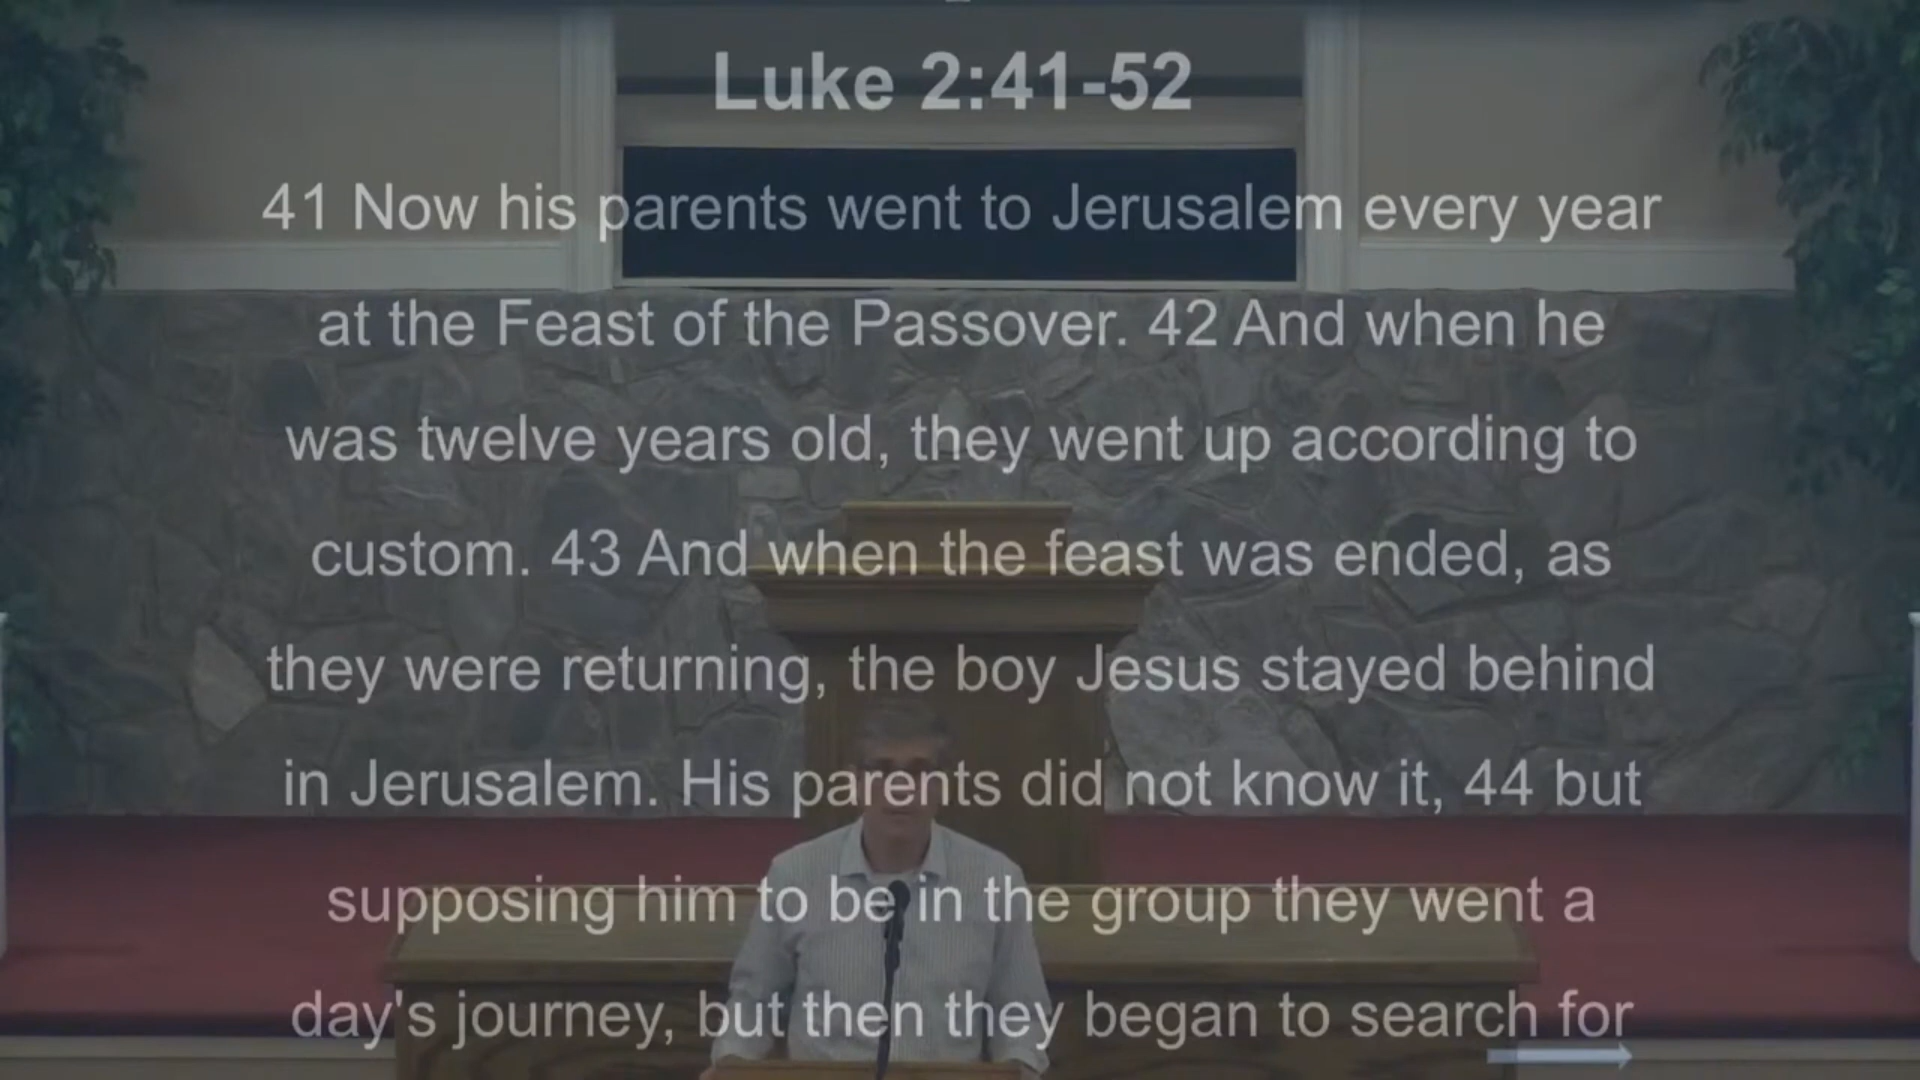 Luke 2:41-52
41 Now his parents went to Jerusalem every year
at the Feast of the Passover. 42 And when he
was twelve years old, they went up according to
custom. 43 And when the feast was ended, as
they were returning, the boy Jesus stayed behind
in Jerusalem. His parents did not know it, 44 but
supposing him to be in the group they went a
day's journey, but then they began to search for